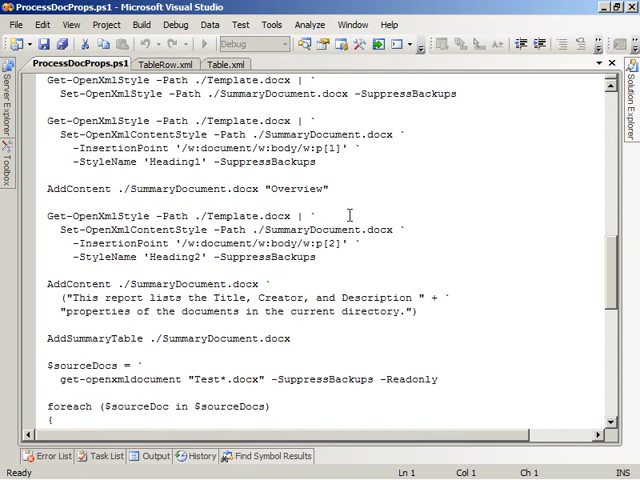 ProcessDocProps.ps1 - Microsoft Visual Studio
File Edit View Project Build Debug Data Test Tools Analyze Window Help
Debug
ProcessDocProps.ps1 TableRow.xml Table.xml
Server Explorer
Toolbox
Solution Explorer
Get-OpenXmlStyle -Path ./Template.docx | `
Set-OpenXmlStyle -Path ./SummaryDocument.docx -SuppressBackups
Get-OpenXmlStyle -Path ./Template.docx | `
Set-OpenXmlContentStyle -Path ./SummaryDocument.docx `
-InsertionPoint '/w:document/w:body/w:p[1]' `
-StyleName 'Heading1' -SuppressBackups
AddContent ./SummaryDocument.docx "Overview"
Get-OpenXmlStyle -Path ./Template.docx | `
Set-OpenXmlContentStyle -Path ./SummaryDocument.docx `
-InsertionPoint '/w:document/w:body/w:p[2]' `
-StyleName 'Heading2' -SuppressBackups
AddContent ./SummaryDocument.docx `
("This report lists the Title, Creator, and Description " + `
"properties of the documents in the current directory.")
AddSummaryTable ./SummaryDocument.docx
$sourceDocs = `
get-openxmldocument "Test*.docx" -SuppressBackups -Readonly
foreach ($sourceDoc in $sourceDocs)
{
Error List Task List Output History Find Symbol Results
Ready Ln 1 Col 1 Ch 1 INS